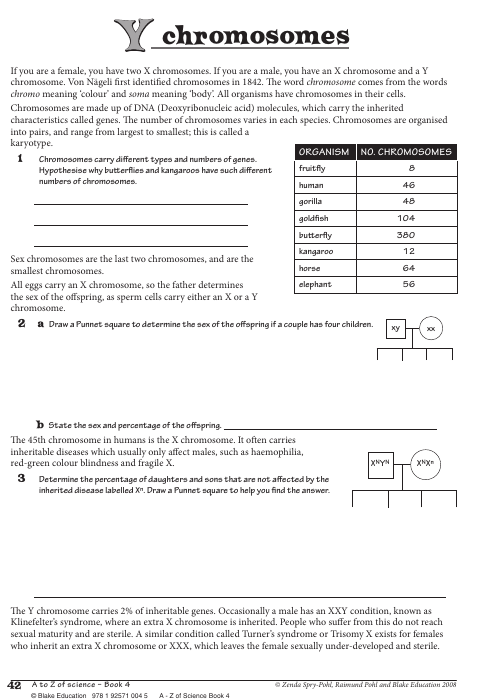 Y chromosomes
If you are a female, you have two X chromosomes. If you are a male, you have an X chromosome and a Y
chromosome. Von Nägeli first identified chromosomes in 1842. The word chromosome comes from the words
chromo meaning 'colour' and soma meaning 'body'. All organisms have chromosomes in their cells.
Chromosomes are made up of DNA (Deoxyribonucleic acid) molecules, which carry the inherited
characteristics called genes. The number of chromosomes varies in each species. Chromosomes are organised
into pairs, and range from largest to smallest; this is called a
karyotype.
1 Chromosomes carry different types and numbers of genes.
Hypothesise why butterflies and kangaroos have such different
numbers of chromosomes.
ORGANISM NO. CHROMOSOMES
fruitfly 8
human 46
gorilla 48
goldfish 104
butterfly 380
kangaroo 12
horse 64
elephant 56
Sex chromosomes are the last two chromosomes, and are the
smallest chromosomes.
All eggs carry an X chromosome, so the father determines
the sex of the offspring, as sperm cells carry either an X or a Y
chromosome.
2 a Draw a Punnet square to determine the sex of the offspring if a couple has four children.
xy xx
b State the sex and percentage of the offspring.
The 45th chromosome in humans is the X chromosome. It often carries
inheritable diseases which usually only affect males, such as haemophilia,
red-green colour blindness and fragile X.
3 Determine the percentage of daughters and sons that are not affected by the
inherited disease labelled Xⁿ. Draw a Punnet square to help you find the answer.
XᴺYᴺ XᴺXⁿ
The Y chromosome carries 2% of inheritable genes. Occasionally a male has an XXY condition, known as
Klinefelter's syndrome, where an extra X chromosome is inherited. People who suffer from this do not reach
sexual maturity and are sterile. A similar condition called Turner's syndrome or Trisomy X exists for females
who inherit an extra X chromosome or XXX, which leaves the female sexually under-developed and sterile.
42 A to Z of science – Book 4 © Zenda Spry-Pohl, Raimund Pohl and Blake Education 2008
© Blake Education 978 1 92571 004 5 A - Z of Science Book 4